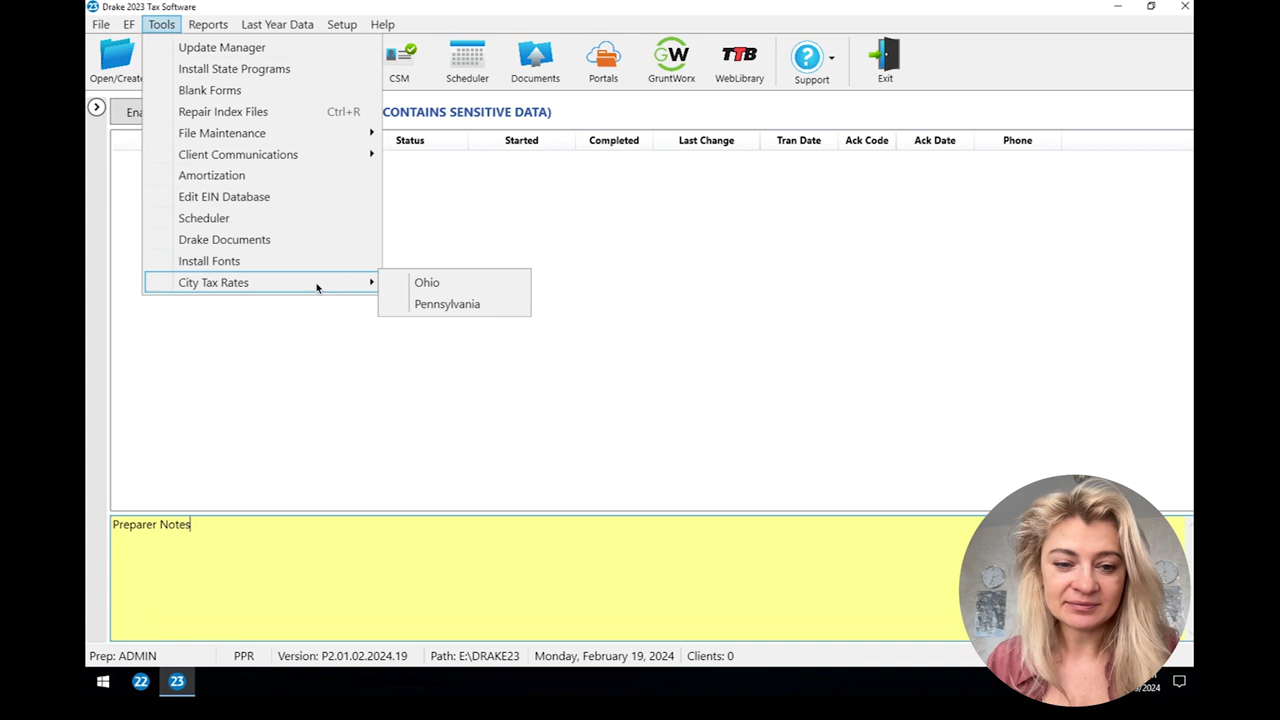 23 Drake 2023 Tax Software
File EF Tools Reports Last Year Data Setup Help
Open/Create CSM Scheduler Documents GW GruntWorx TTB WebLibrary Portals ? Support Exit
Update Manager
Install State Programs
Blank Forms
Repair Index Files Ctrl+R
File Maintenance
Client Communications
Amortization
Edit EIN Database
Scheduler
Drake Documents
Install Fonts
City Tax Rates
Ohio
Pennsylvania
Ena
(CONTAINS SENSITIVE DATA)
Status Started Completed Last Change Tran Date Ack Code Ack Date Phone
Preparer Notes
Prep: ADMIN PPR Version: P2.01.02.2024.19 Path: E:\DRAKE23 Monday, February 19, 2024 Clients: 0
22 23
9/2024